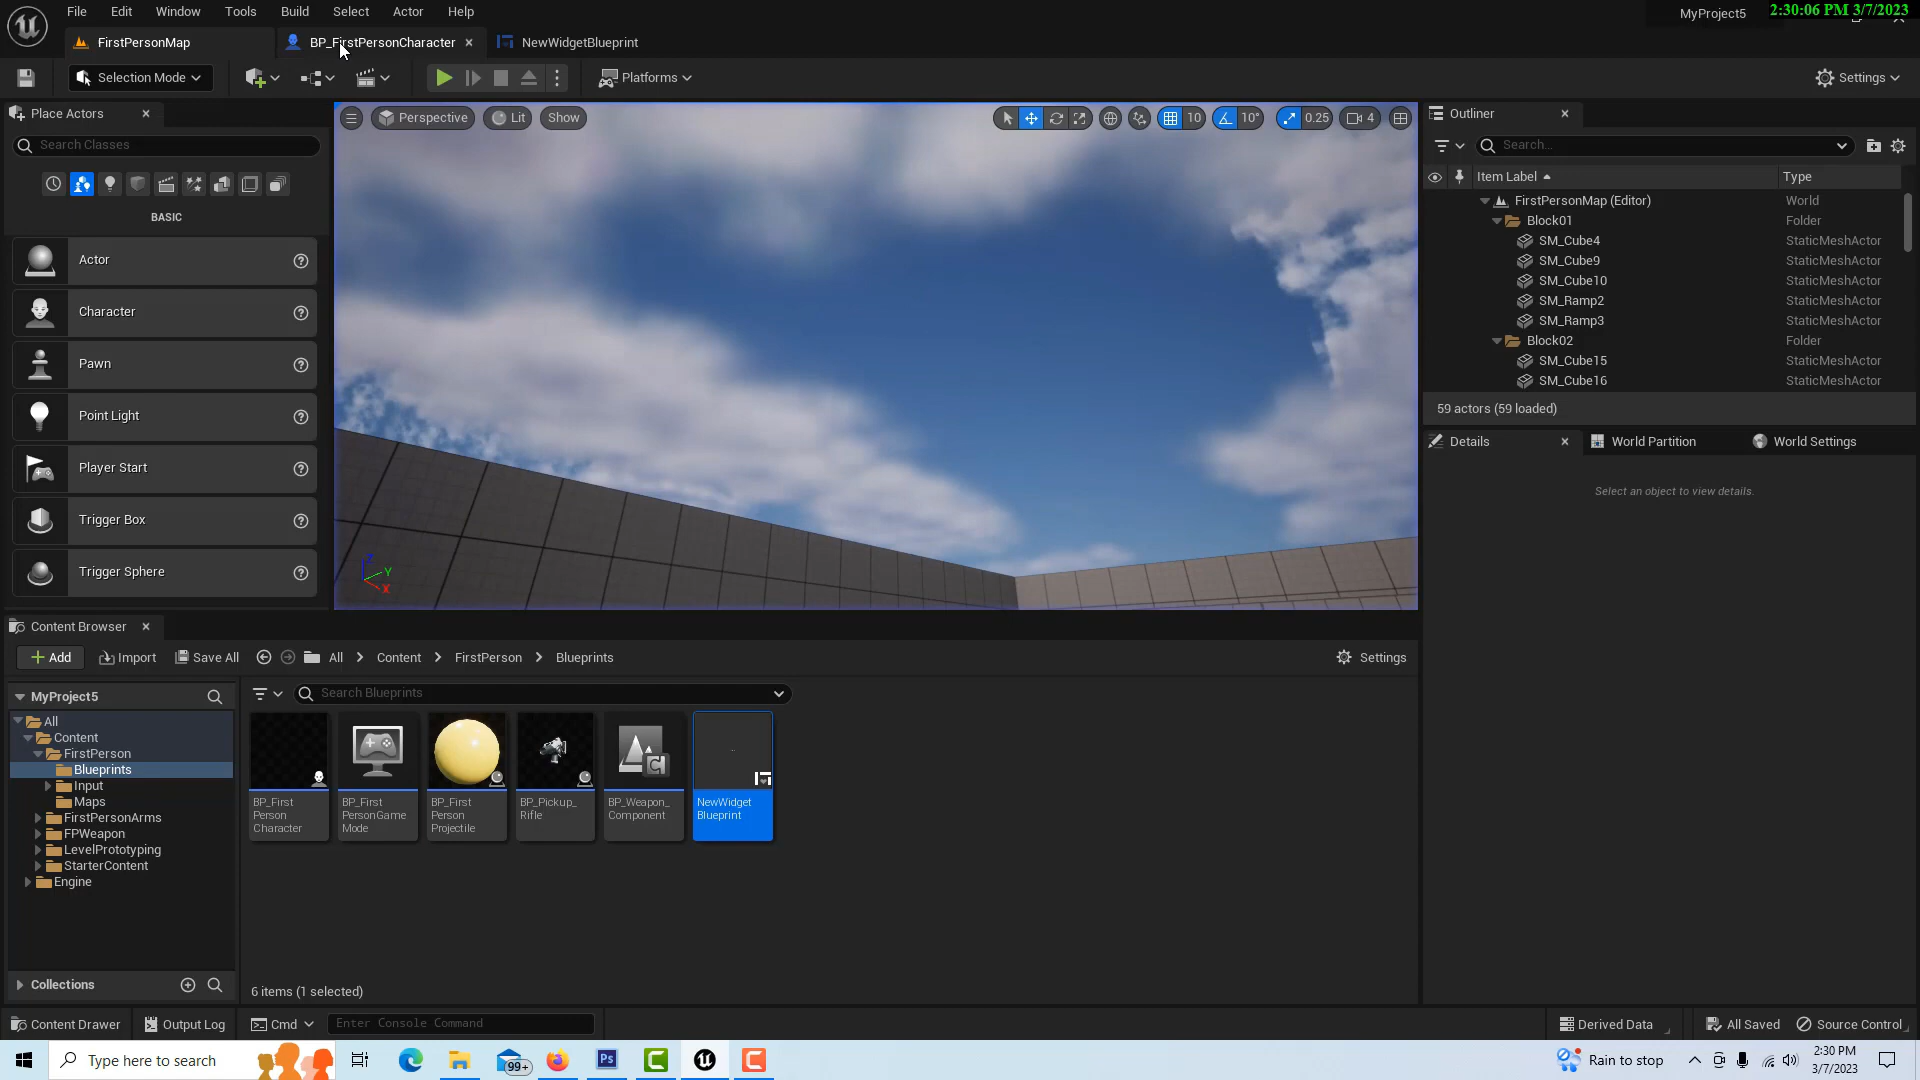 File Edit Window Tools Build Select Actor Help
MyProject5 2:30:06 PM 3/7/2023
FirstPersonMap BP_FirstPersonCharacter NewWidgetBlueprint
Selection Mode Platforms Settings
Place Actors
Search Classes
BASIC
Actor
Character
Pawn
Point Light
Player Start
Trigger Box
Trigger Sphere
Perspective Lit Show 10 10° 0.25 4
Z
Y
X
Outliner
Search...
Item Label Type
FirstPersonMap (Editor) World
Block01 Folder
SM_Cube4 StaticMeshActor
SM_Cube9 StaticMeshActor
SM_Cube10 StaticMeshActor
SM_Ramp2 StaticMeshActor
SM_Ramp3 StaticMeshActor
Block02 Folder
SM_Cube15 StaticMeshActor
SM_Cube16 StaticMeshActor
59 actors (59 loaded)
Details World Partition World Settings
Select an object to view details.
Content Browser
Add Import Save All All Content FirstPerson Blueprints Settings
MyProject5
Search Blueprints
All
Content
FirstPerson
Blueprints
Input
Maps
FirstPersonArms
FPWeapon
LevelPrototyping
StarterContent
Engine
BP_First
Person
Character
BP_First
PersonGame
Mode
BP_First
Person
Projectile
BP_Pickup_
Rifle
BP_Weapon_
Component
NewWidget
Blueprint
Collections
6 items (1 selected)
Content Drawer Output Log Cmd Enter Console Command Derived Data All Saved Source Control
Type here to search 99+ Ps Rain to stop 2:30 PM
3/7/2023